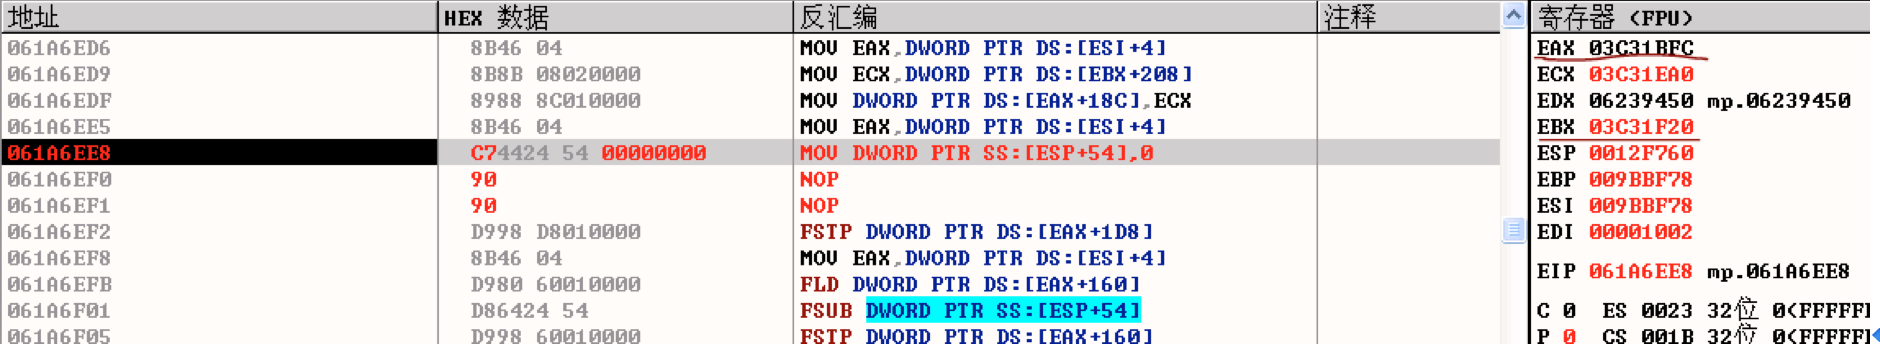 地址 HEX 数据 反汇编 注释 寄存器 (FPU)
061A6ED6 8B46 04 MOV EAX,DWORD PTR DS:[ESI+4] EAX 03C31BFC
061A6ED9 8B8B 08020000 MOV ECX,DWORD PTR DS:[EBX+208] ECX 03C31EA0
061A6EDF 8988 8C010000 MOV DWORD PTR DS:[EAX+18C],ECX EDX 06239450 mp.06239450
061A6EE5 8B46 04 MOV EAX,DWORD PTR DS:[ESI+4] EBX 03C31F20
061A6EE8 C74424 54 00000000 MOV DWORD PTR SS:[ESP+54],0 ESP 0012F760
061A6EF0 90 NOP EBP 009BBF78
061A6EF1 90 NOP ESI 009BBF78
061A6EF2 D998 D8010000 FSTP DWORD PTR DS:[EAX+1D8] EDI 00001002
061A6EF8 8B46 04 MOV EAX,DWORD PTR DS:[ESI+4]
061A6EFB D980 60010000 FLD DWORD PTR DS:[EAX+160] EIP 061A6EE8 mp.061A6EE8
061A6F01 D86424 54 FSUB DWORD PTR SS:[ESP+54] C 0 ES 0023 32位 0(FFFFF
061A6F05 D998 60010000 FSTP DWORD PTR DS:[EAX+160] P 0 CS 001B 32位 0(FFFFF